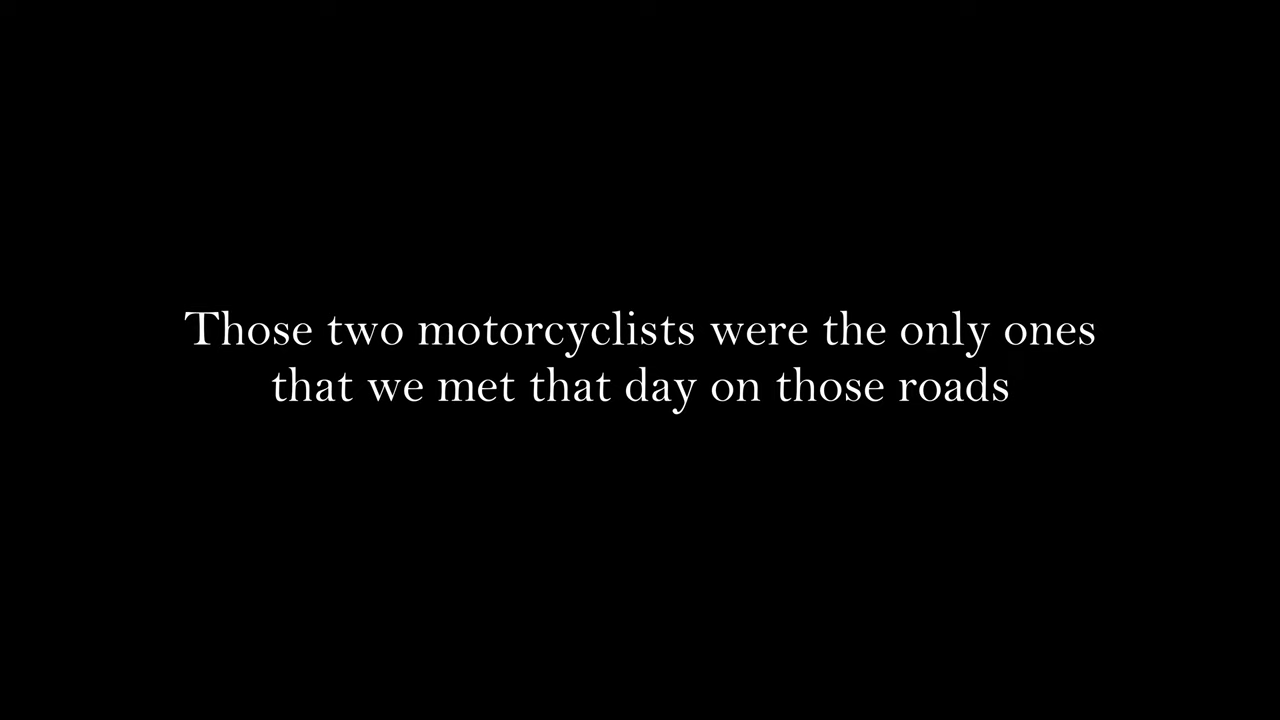 Those two motorcyclists were the only ones
that we met that day on those roads